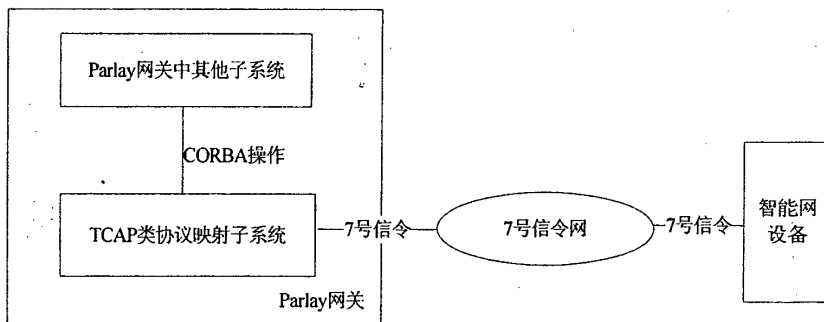 Parlay网关中其他子系统
CORBA操作
TCAP类协议映射子系统
7号信令
7号信令网
7号信令
智能网
设备
Parlay网关